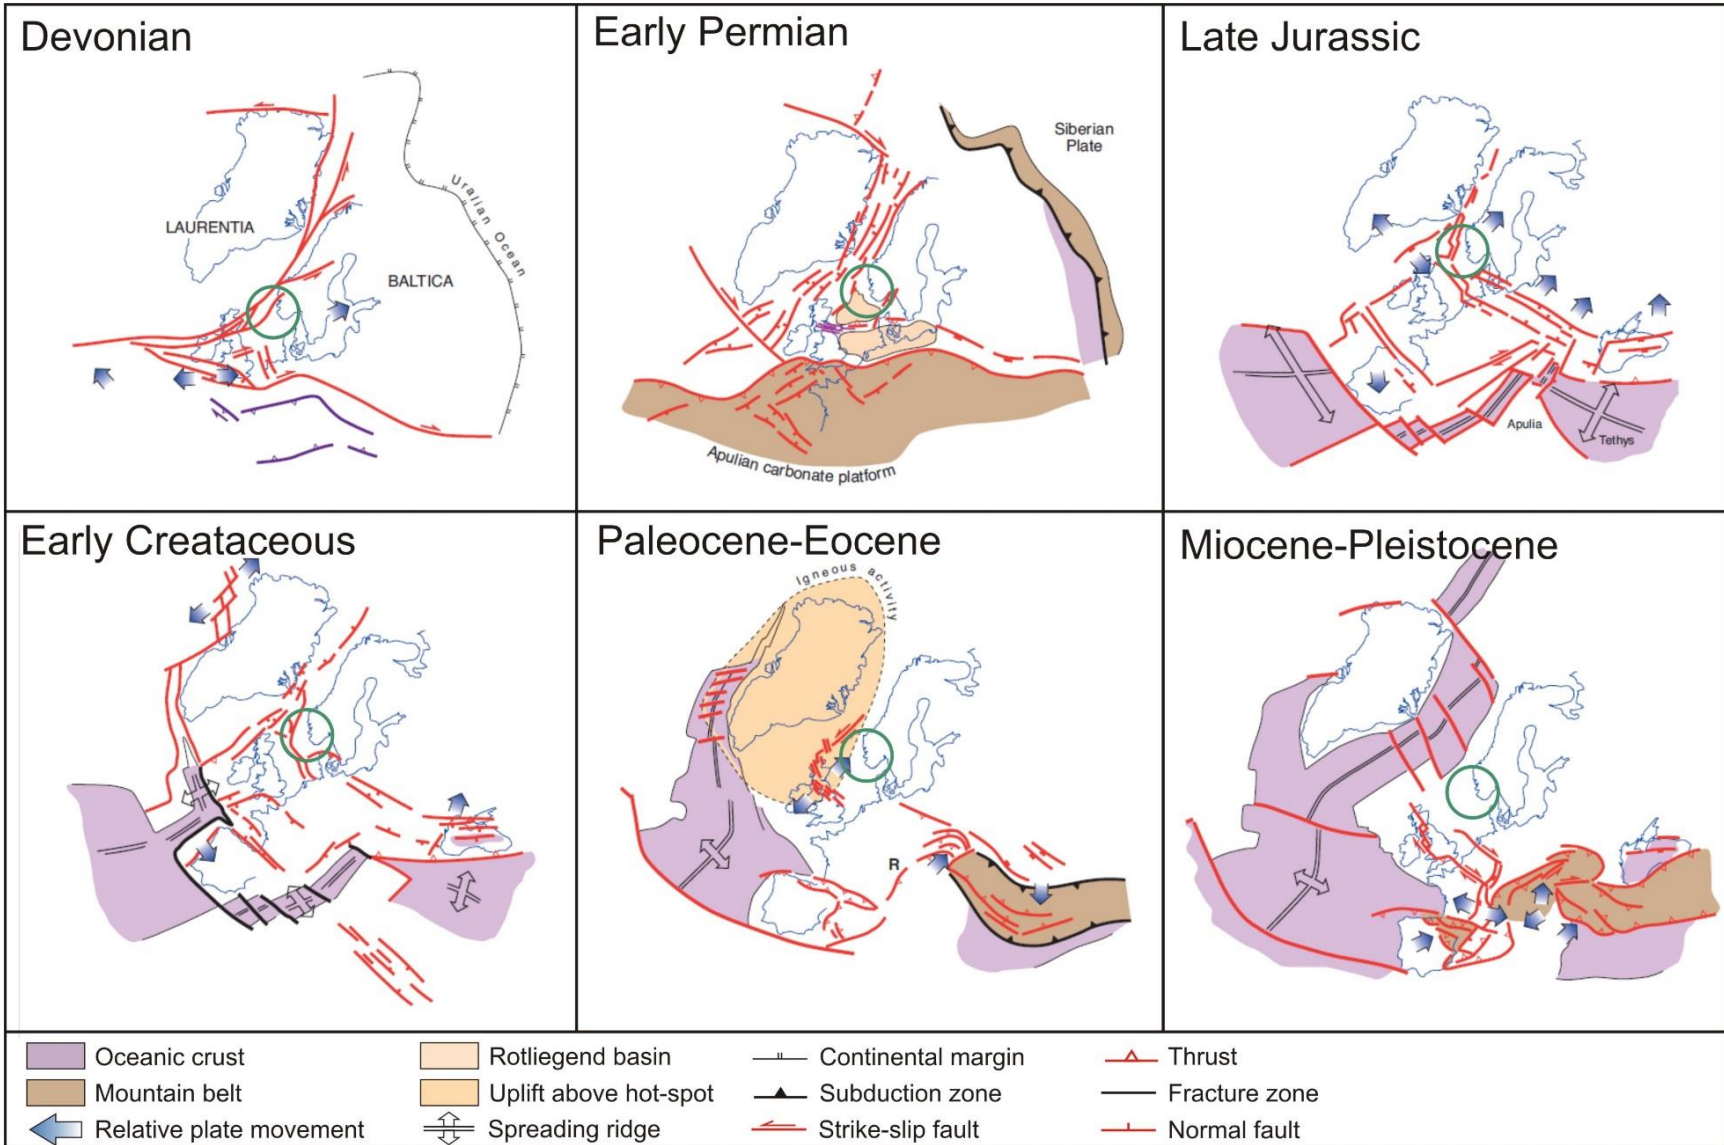 Devonian
LAURENTIA
BALTICA
Uralian Ocean
Early Permian
Siberian
Plate
Apulian carbonate platform
Late Jurassic
Apulia
Tethys
Early Creataceous
Paleocene-Eocene
Igneous activity
R
Miocene-Pleistocene
Oceanic crust
Rotliegend basin
Continental margin
Thrust
Mountain belt
Uplift above hot-spot
Subduction zone
Fracture zone
Relative plate movement
Spreading ridge
Strike-slip fault
Normal fault